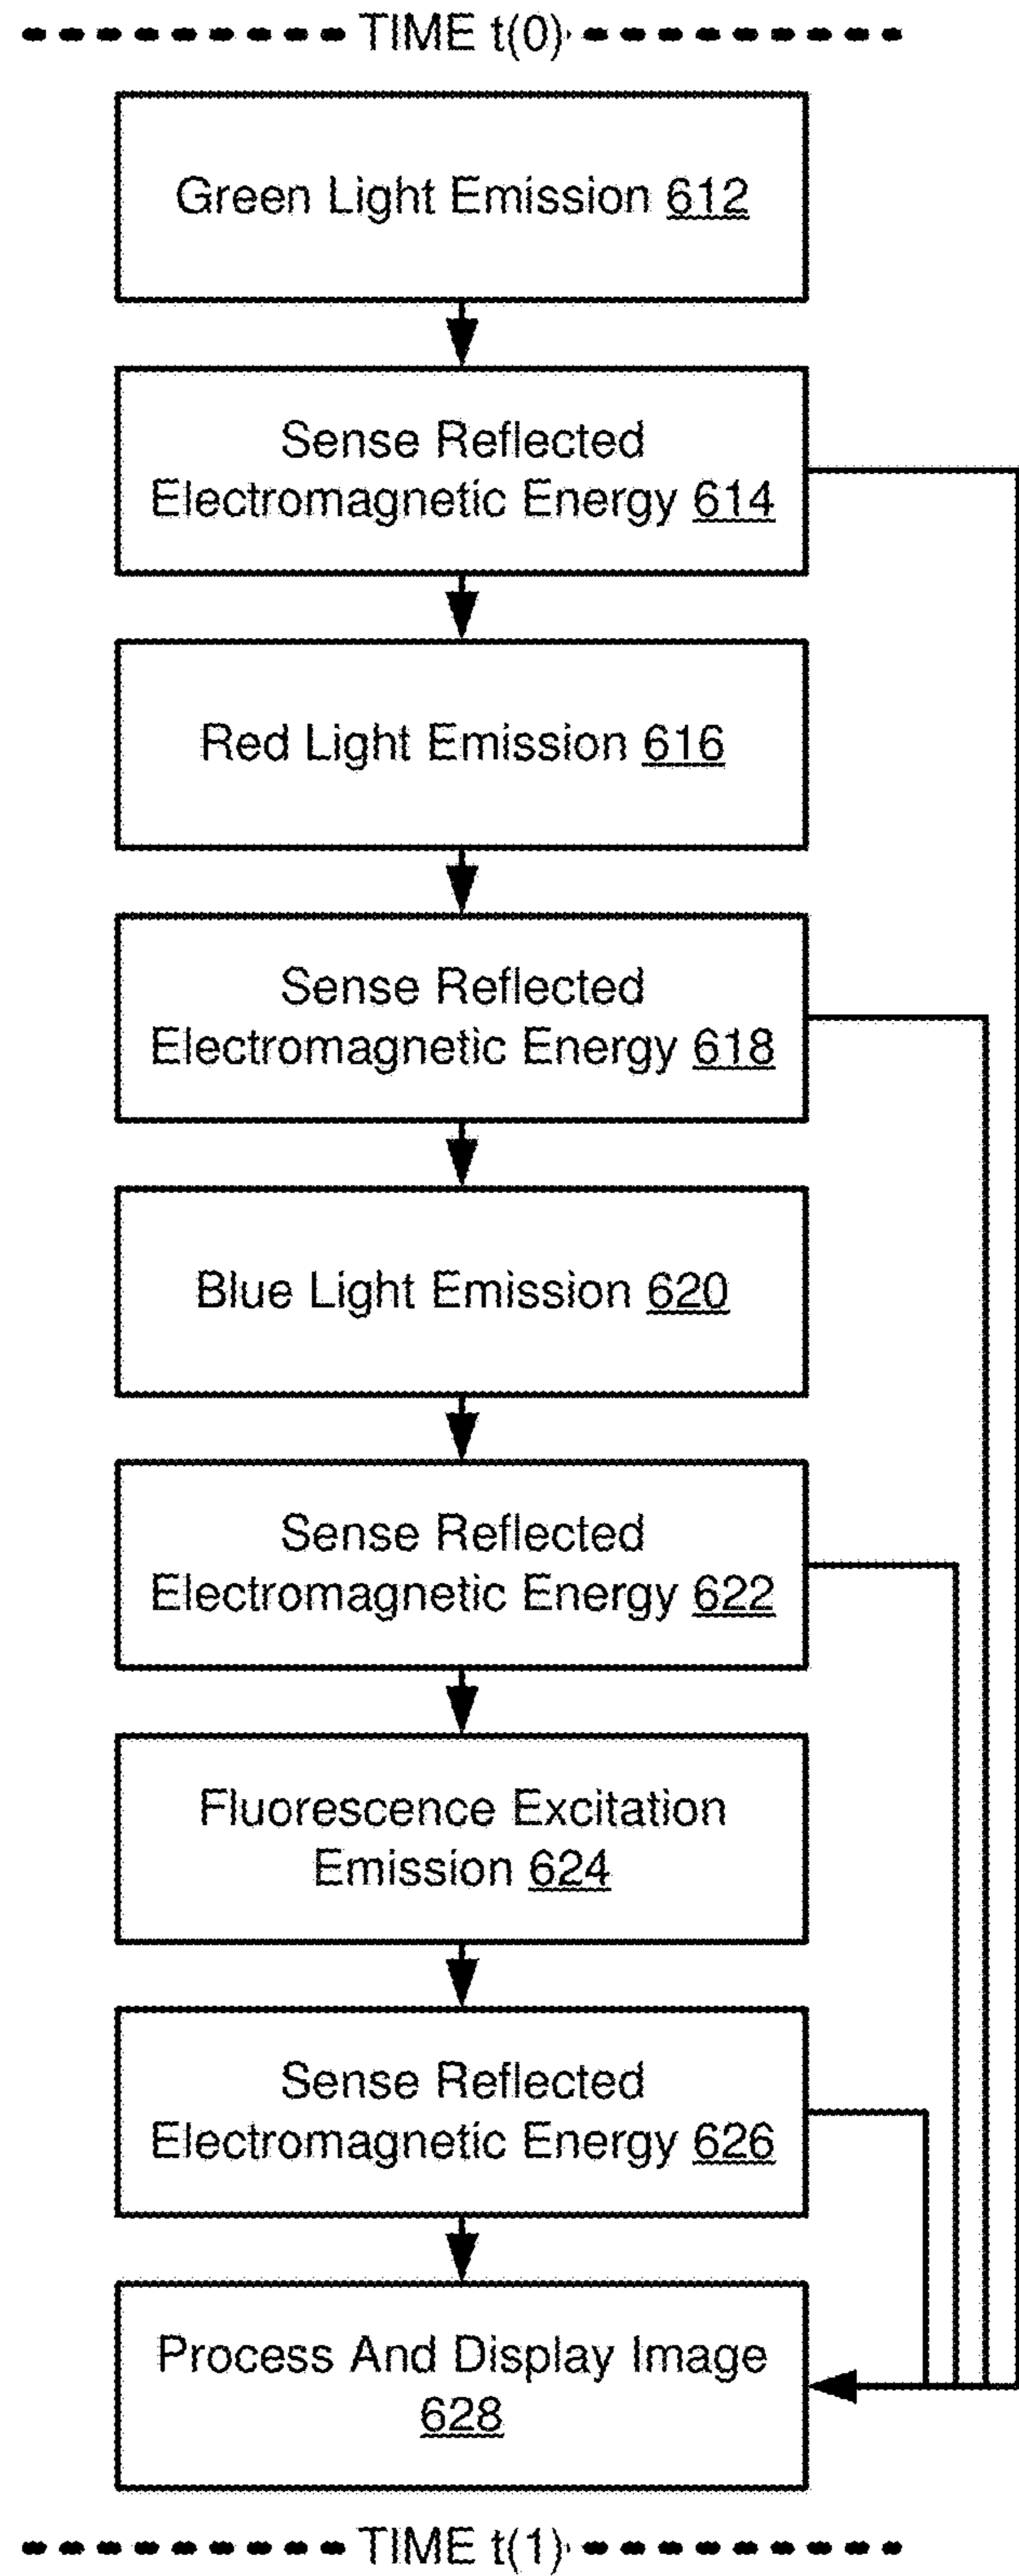 TIME t(0)
Green Light Emission 612
Sense Reflected
Electromagnetic Energy 614
Red Light Emission 616
Sense Reflected
Electromagnetic Energy 618
Blue Light Emission 620
Sense Reflected
Electromagnetic Energy 622
Fluorescence Excitation
Emission 624
Sense Reflected
Electromagnetic Energy 626
Process And Display Image
628
TIME t(1)